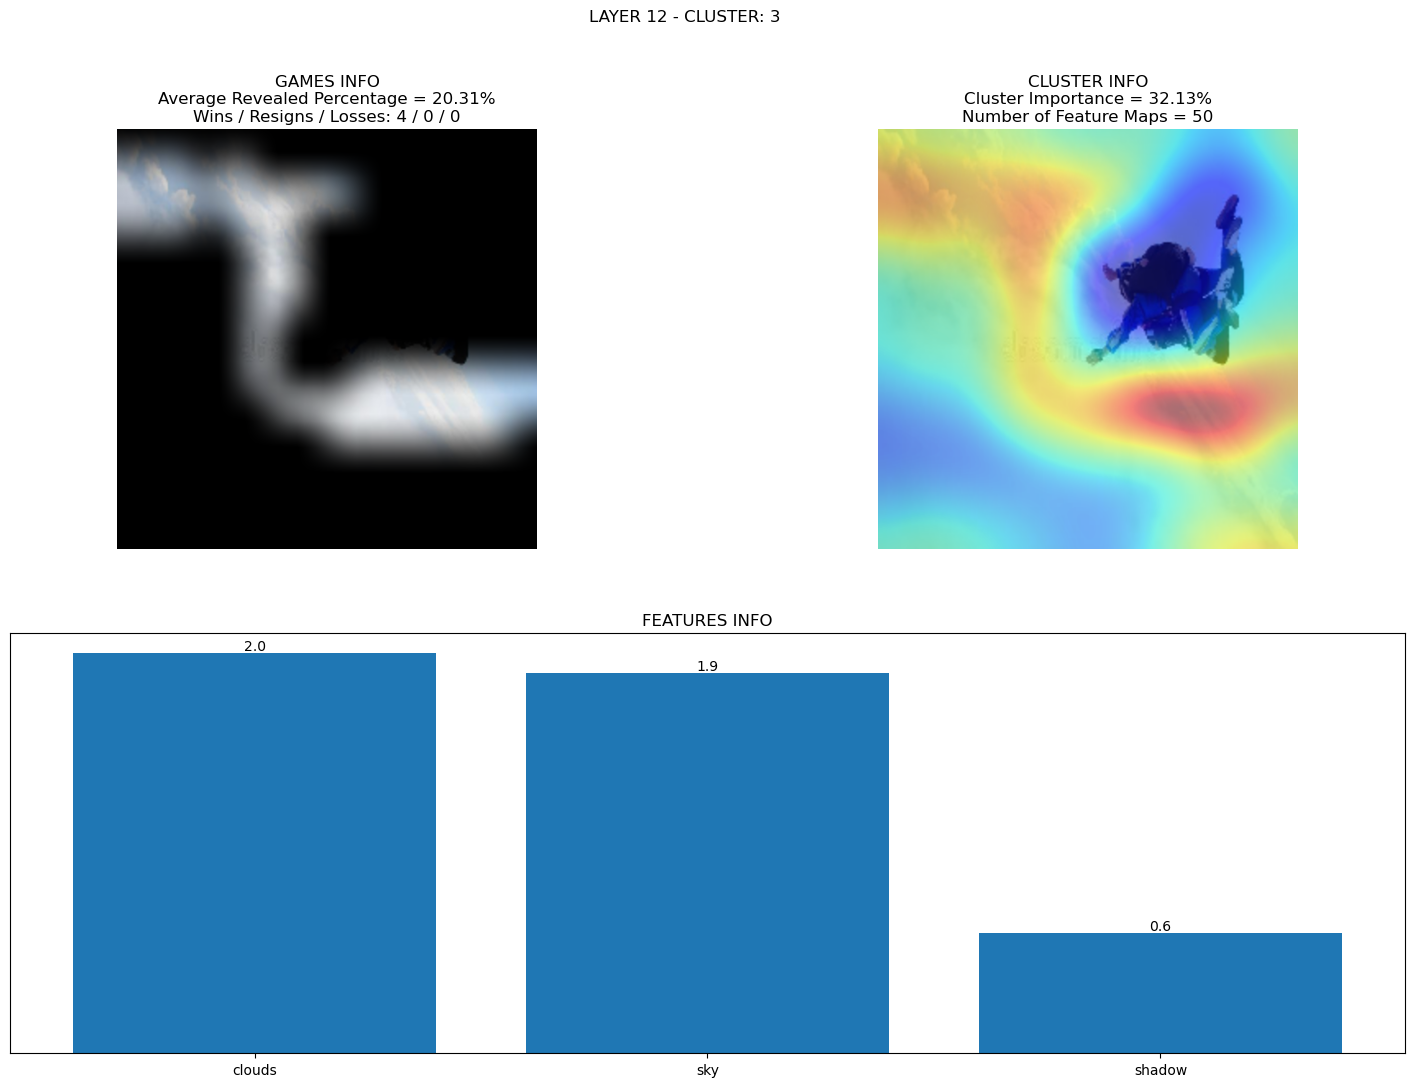 LAYER 12 - CLUSTER: 3
GAMES INFO
Average Revealed Percentage = 20.31%
Wins / Resigns / Losses: 4 / 0 / 0
CLUSTER INFO
Cluster Importance = 32.13%
Number of Feature Maps = 50
FEATURES INFO
2.0
1.9
0.6
clouds
sky
shadow